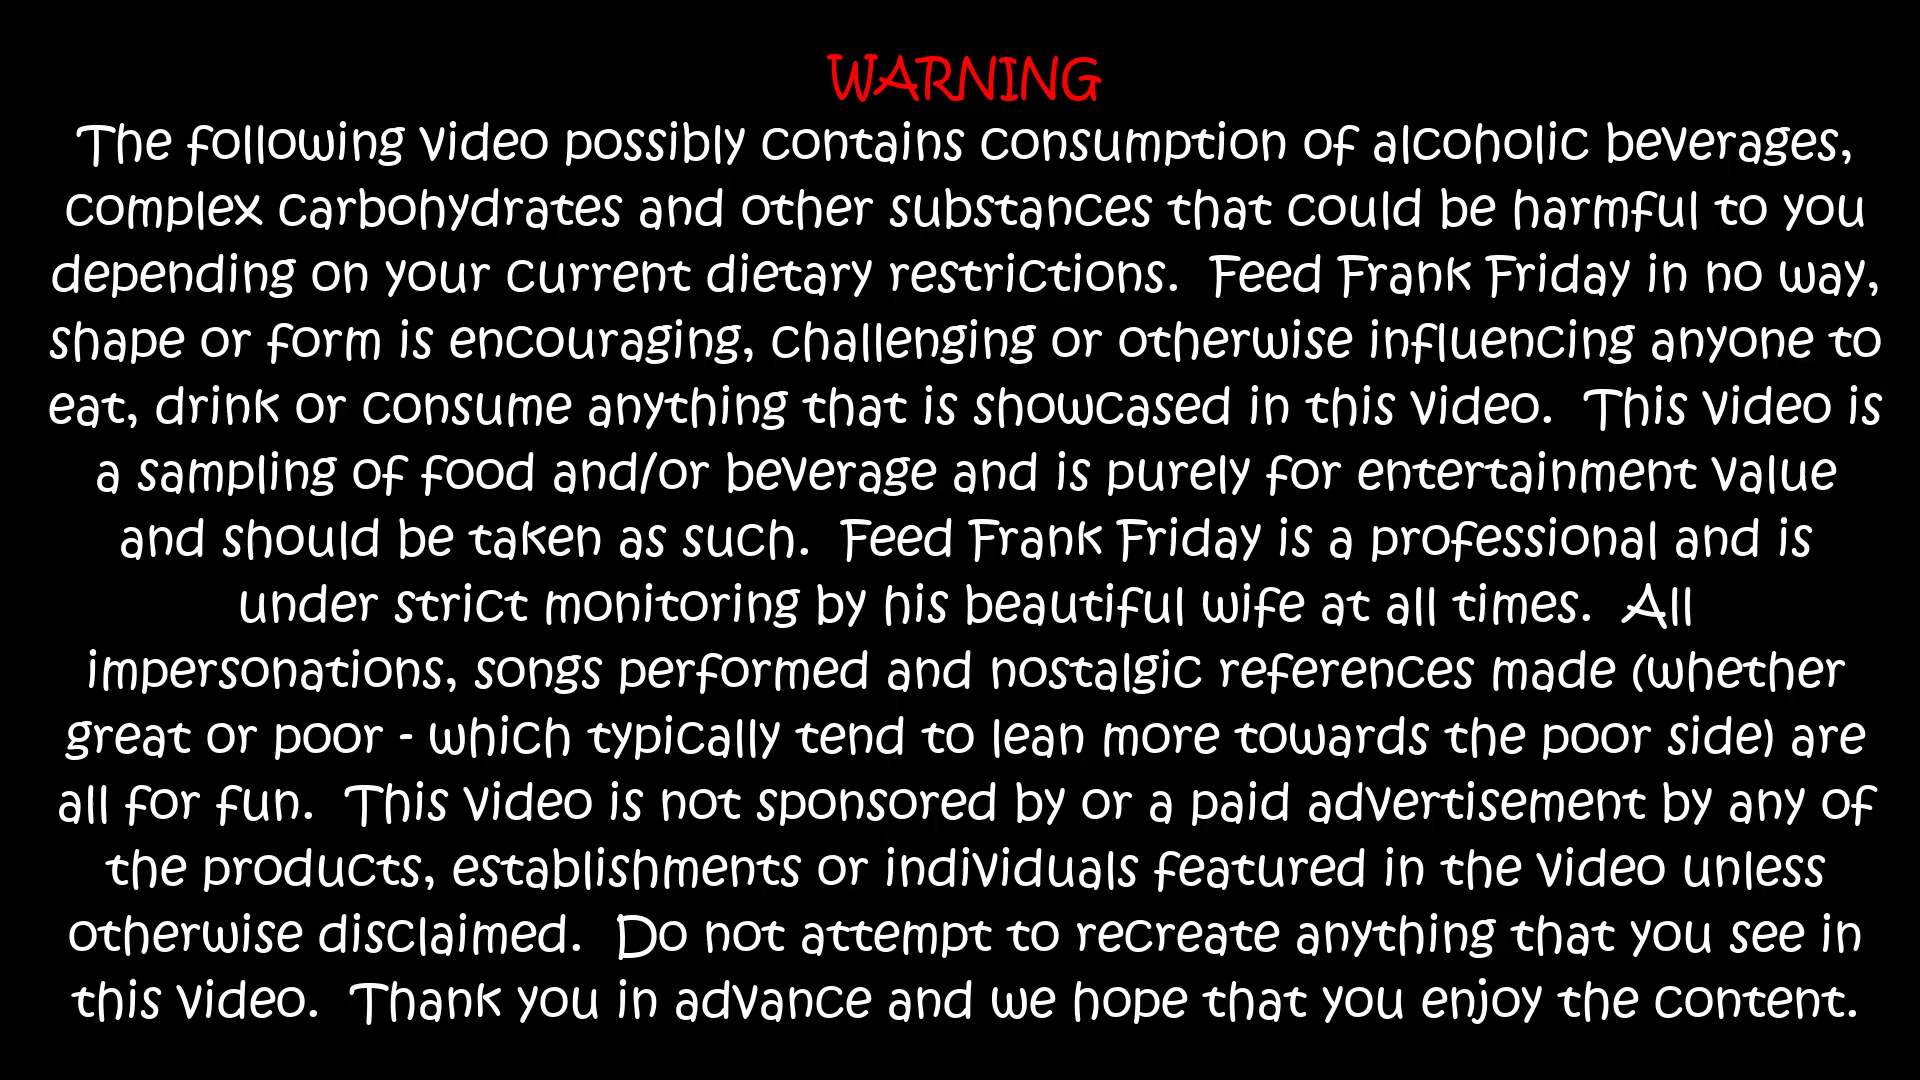 WARNING
The following video possibly contains consumption of alcoholic beverages,
complex carbohydrates and other substances that could be harmful to you
depending on your current dietary restrictions.  Feed Frank Friday in no way,
shape or form is encouraging, challenging or otherwise influencing anyone to
eat, drink or consume anything that is showcased in this video.  This video is
a sampling of food and/or beverage and is purely for entertainment value
and should be taken as such.  Feed Frank Friday is a professional and is
under strict monitoring by his beautiful wife at all times.  All
impersonations, songs performed and nostalgic references made (whether
great or poor - which typically tend to lean more towards the poor side) are
all for fun.  This video is not sponsored by or a paid advertisement by any of
the products, establishments or individuals featured in the video unless
otherwise disclaimed.  Do not attempt to recreate anything that you see in
this video.  Thank you in advance and we hope that you enjoy the content.